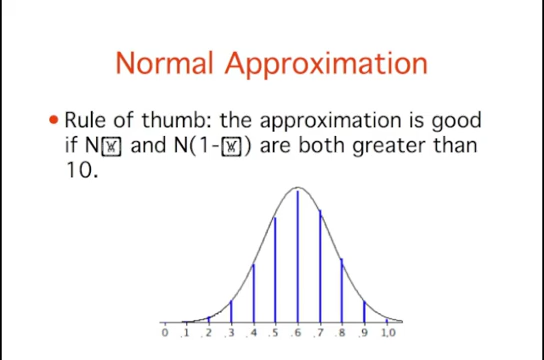 Normal Approximation
• Rule of thumb: the approximation is good
if N and N(1-) are both greater than
10.
0 .1 .2 .3 .4 .5 .6 .7 .8 .9 1,0